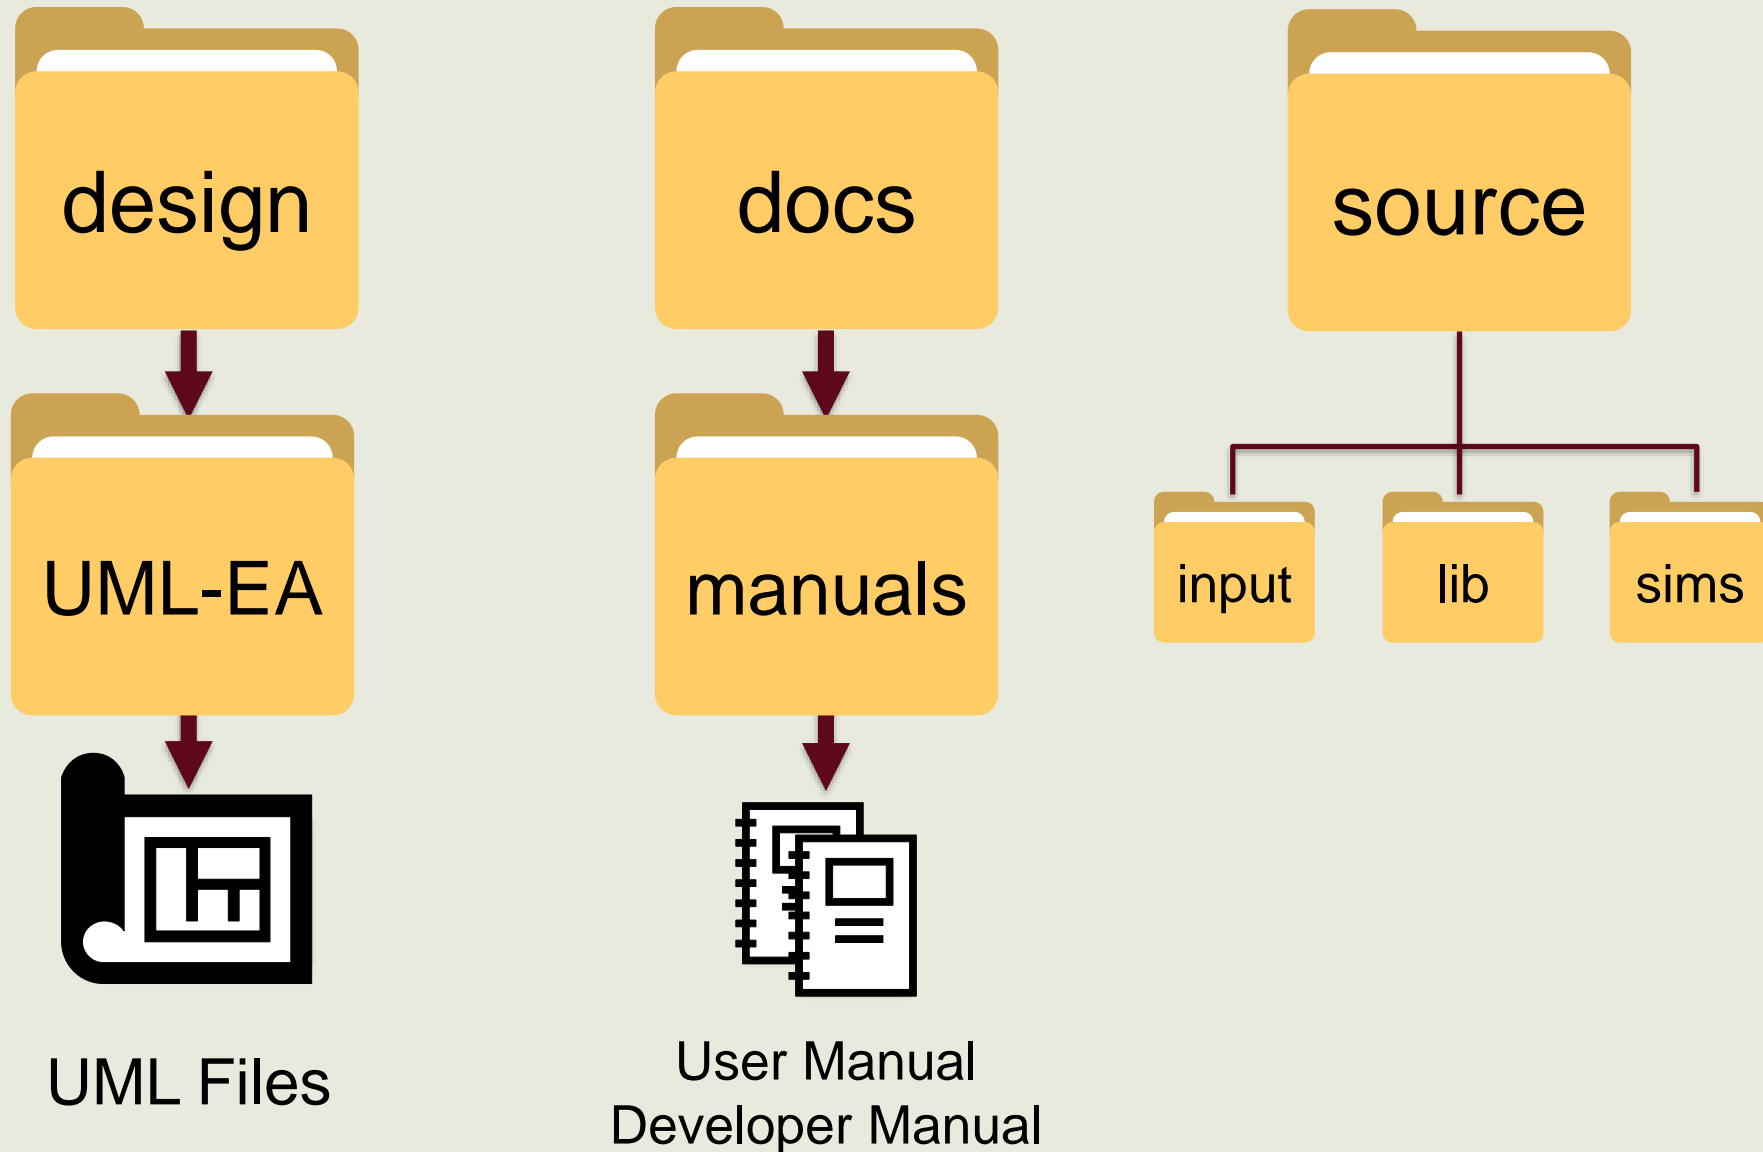 design
docs
source
UML-EA
manuals
input
lib
sims
UML Files
User Manual
Developer Manual